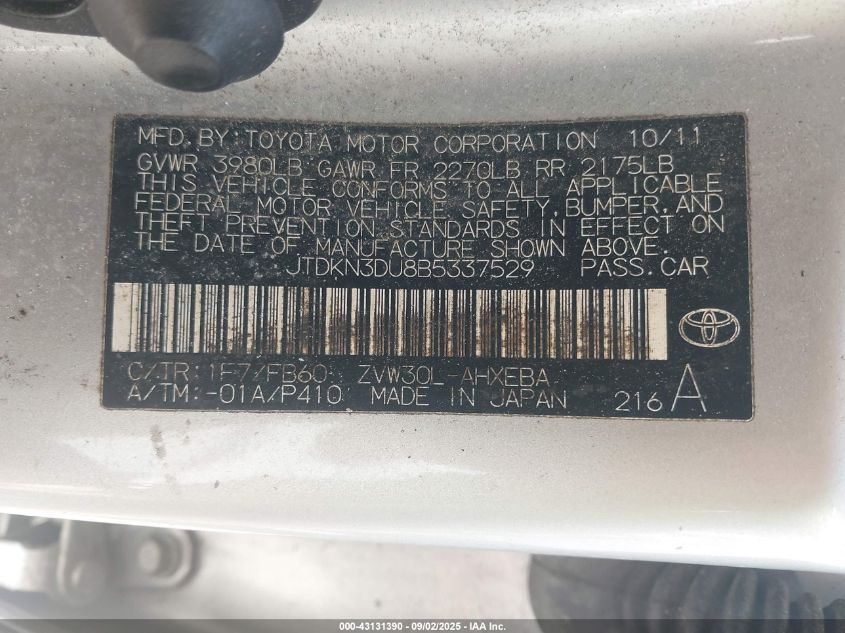 MFD. BY: TOYOTA MOTOR CORPORATION 10/11
GVWR 3980LB GAWR FR 2270LB RR 2175LB
THIS VEHICLE CONFORMS TO ALL APPLICABLE
FEDERAL MOTOR VEHICLE SAFETY, BUMPER, AND
THEFT PREVENTION STANDARDS IN EFFECT ON
THE DATE OF MANUFACTURE SHOWN ABOVE.
JTDKN3DU8B5337529 PASS. CAR
C/TR: 1F7/FB60 ZVW30L-AHXEBA
A/TM: -01A/P410 MADE IN JAPAN 216 A
000-43131390 - 09/02/2025 - IAA Inc.